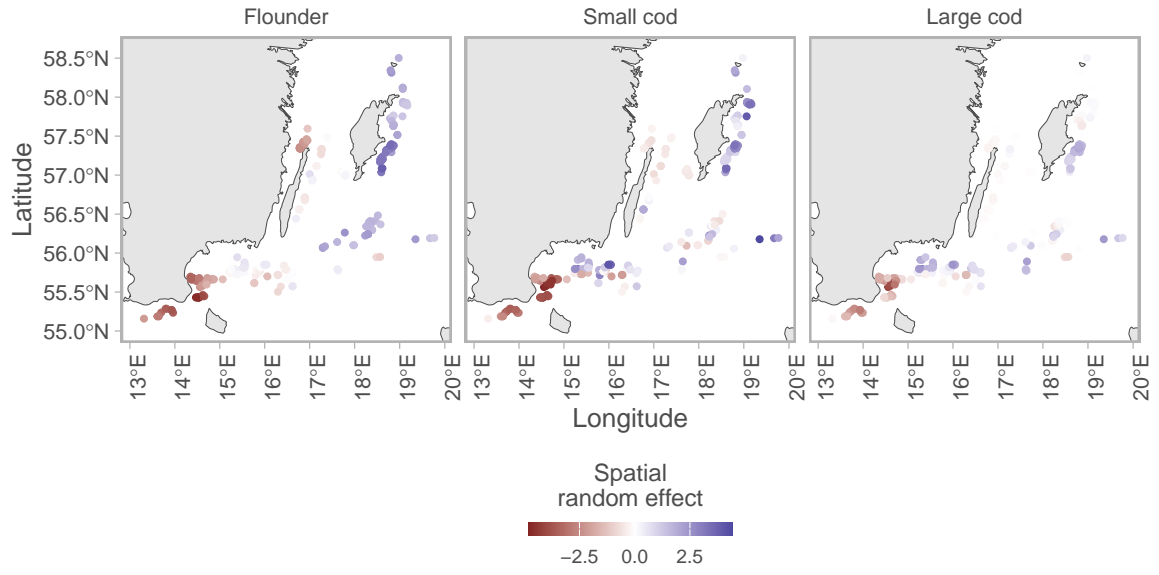 Flounder Small cod Large cod
58.5°N
58.0°N
57.5°N
57.0°N
56.5°N
56.0°N
55.5°N
55.0°N
Latitude
13°E 14°E 15°E 16°E 17°E 18°E 19°E 20°E 13°E 14°E 15°E 16°E 17°E 18°E 19°E 20°E 13°E 14°E 15°E 16°E 17°E 18°E 19°E 20°E
Longitude
Spatial
random effect
−2.5 0.0 2.5